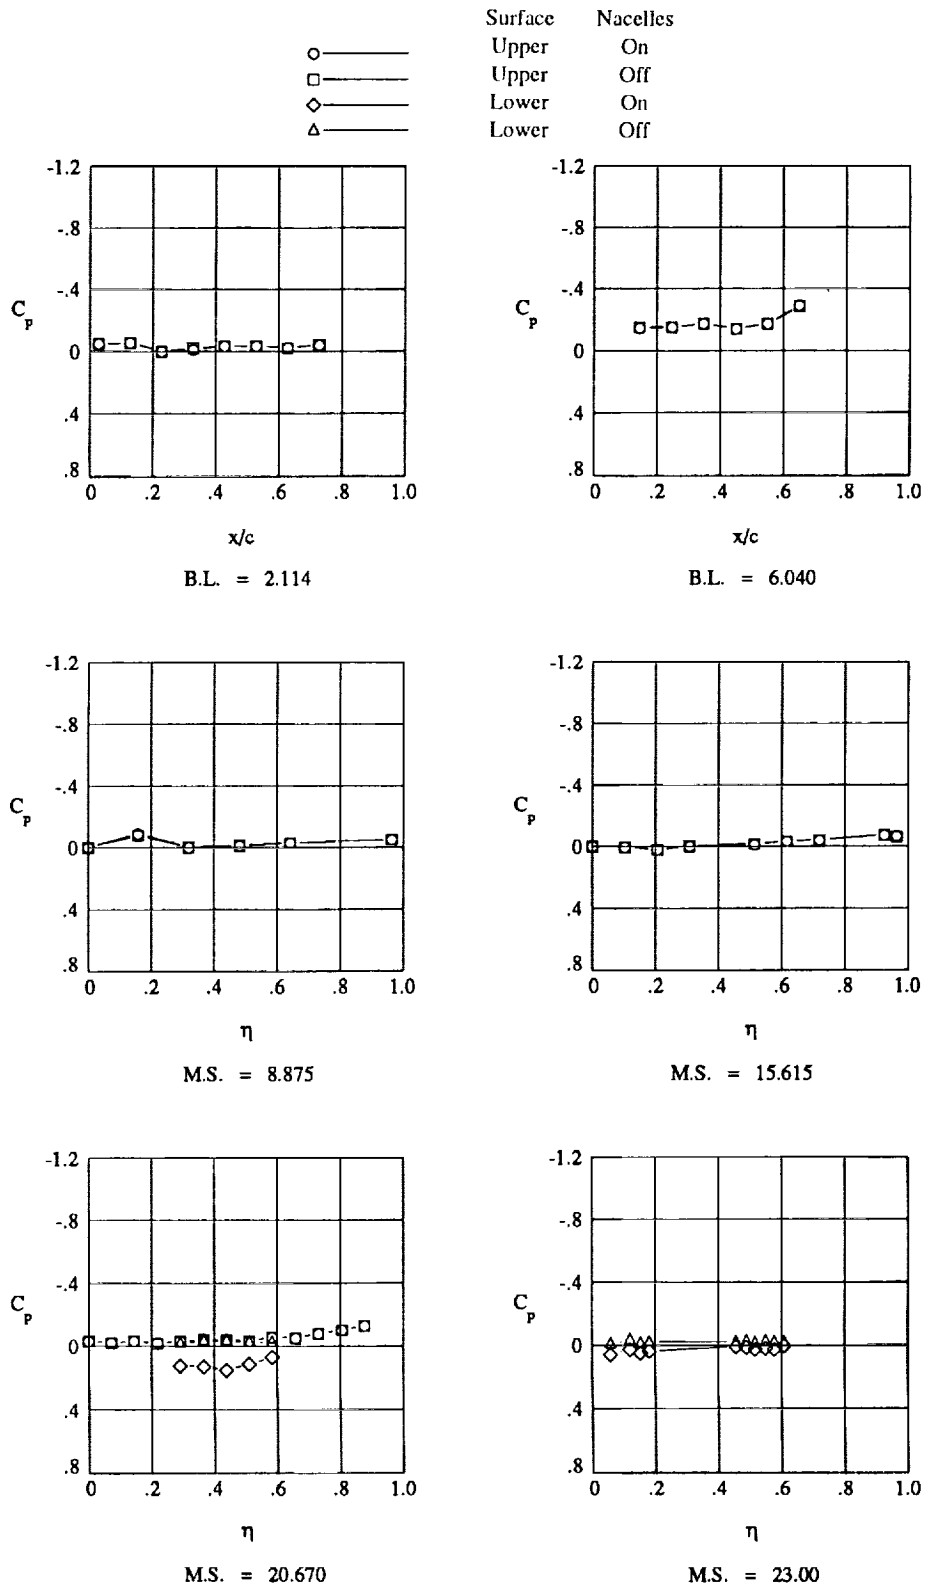 Surface Nacelles
Upper On
Upper Off
Lower On
Lower Off
-1.2 -.8 -.4 0 .4 .8
C_p
0 .2 .4 .6 .8 1.0
x/c
B.L. = 2.114
-1.2 -.8 -.4 0 .4 .8
C_p
0 .2 .4 .6 .8 1.0
x/c
B.L. = 6.040
-1.2 -.8 -.4 0 .4 .8
C_p
0 .2 .4 .6 .8 1.0
η
M.S. = 8.875
-1.2 -.8 -.4 0 .4 .8
C_p
0 .2 .4 .6 .8 1.0
η
M.S. = 15.615
-1.2 -.8 -.4 0 .4 .8
C_p
0 .2 .4 .6 .8 1.0
η
M.S. = 20.670
-1.2 -.8 -.4 0 .4 .8
C_p
0 .2 .4 .6 .8 1.0
η
M.S. = 23.00